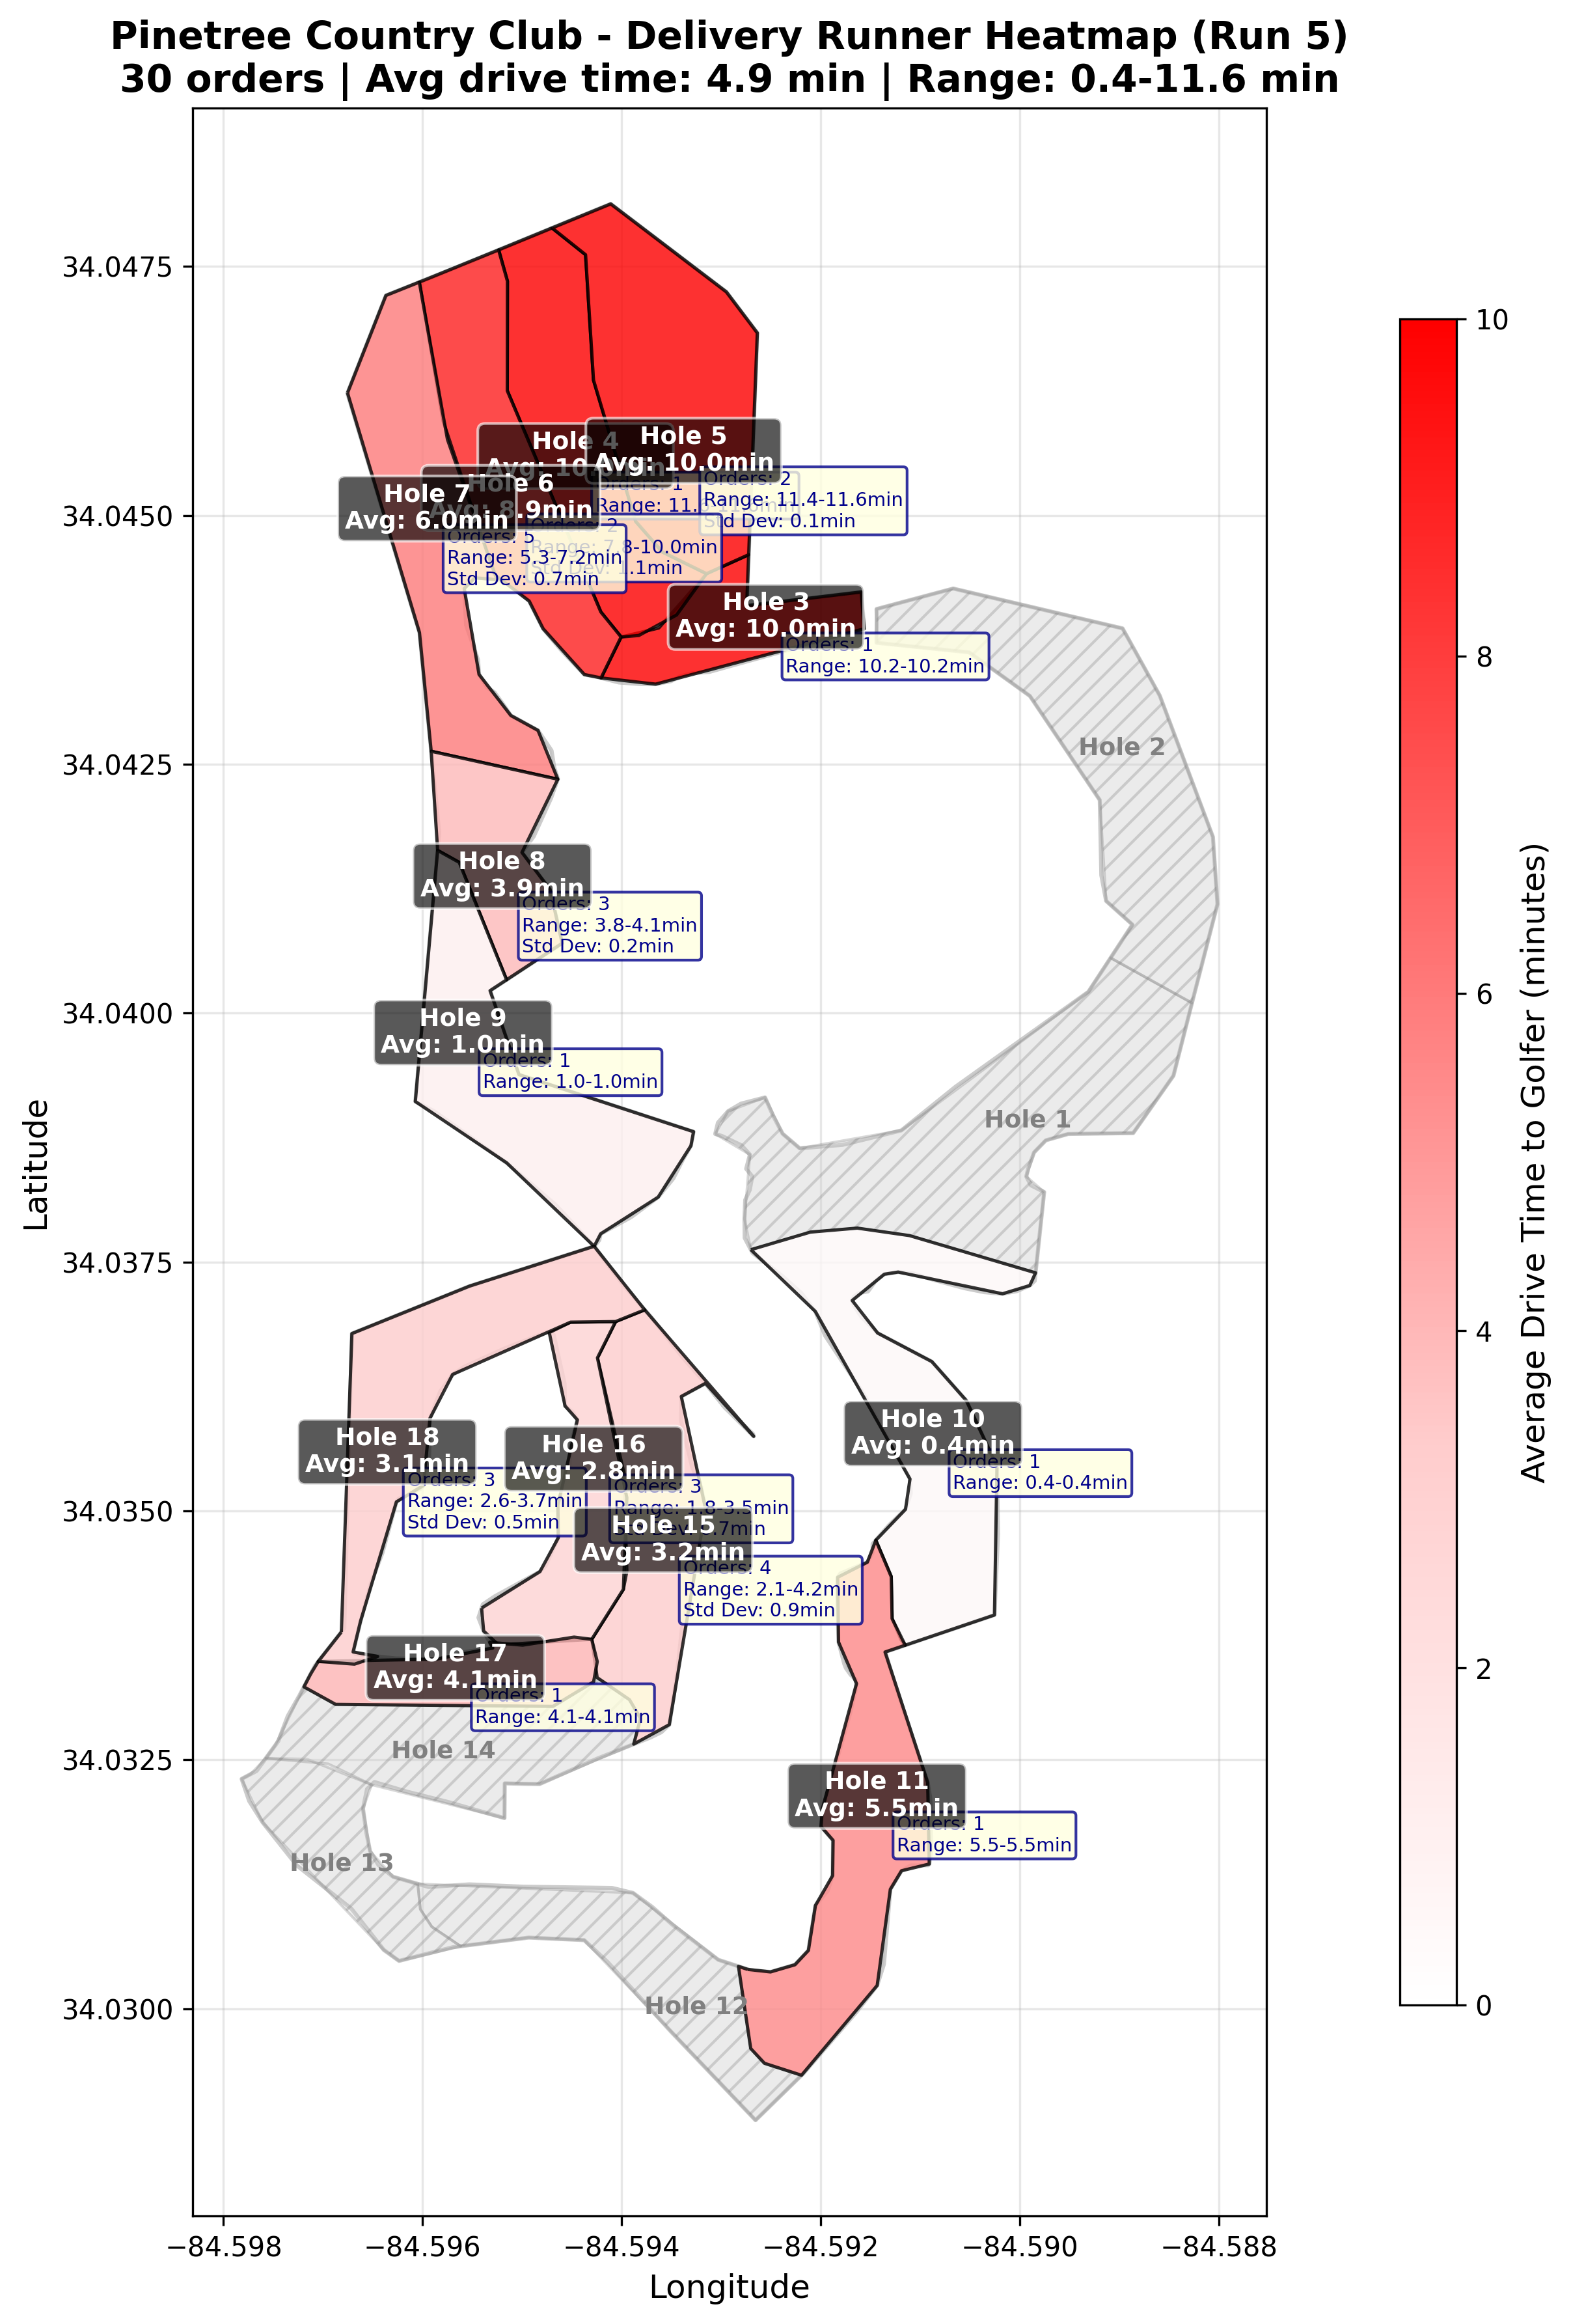 Pinetree Country Club - Delivery Runner Heatmap (Run 5)
30 orders | Avg drive time: 4.9 min | Range: 0.4-11.6 min
34.0475
34.0450
34.0425
34.0400
34.0375
34.0350
34.0325
34.0300
Latitude
−84.598
−84.596
−84.594
−84.592
−84.590
−84.588
Longitude
10
8
6
4
2
0
Average Drive Time to Golfer (minutes)
Hole 4
Avg: 10.
Orders: 1
Range: 11.
Hole 5
Avg: 10.0min
Orders: 2
Range: 11.4-11.6min
Std Dev: 0.1min
Hole 6
Avg: 8.9min
Orders: 2
Range: 7.8-10.0min
Std Dev: 1.1min
Hole 7
Avg: 6.0min
Orders: 5
Range: 5.3-7.2min
Std Dev: 0.7min
Hole 3
Avg: 10.0min
Orders: 1
Range: 10.2-10.2min
Hole 2
Hole 8
Avg: 3.9min
Orders: 3
Range: 3.8-4.1min
Std Dev: 0.2min
Hole 9
Avg: 1.0min
Orders: 1
Range: 1.0-1.0min
Hole 1
Hole 10
Avg: 0.4min
Orders: 1
Range: 0.4-0.4min
Hole 18
Avg: 3.1min
Orders: 3
Range: 2.6-3.7min
Std Dev: 0.5min
Hole 16
Avg: 2.8min
Orders: 3
Range: 1.8-3.5min
Std Dev: 0.7min
Hole 15
Avg: 3.2min
Orders: 4
Range: 2.1-4.2min
Std Dev: 0.9min
Hole 17
Avg: 4.1min
Orders: 1
Range: 4.1-4.1min
Hole 14
Hole 11
Avg: 5.5min
Orders: 1
Range: 5.5-5.5min
Hole 13
Hole 12